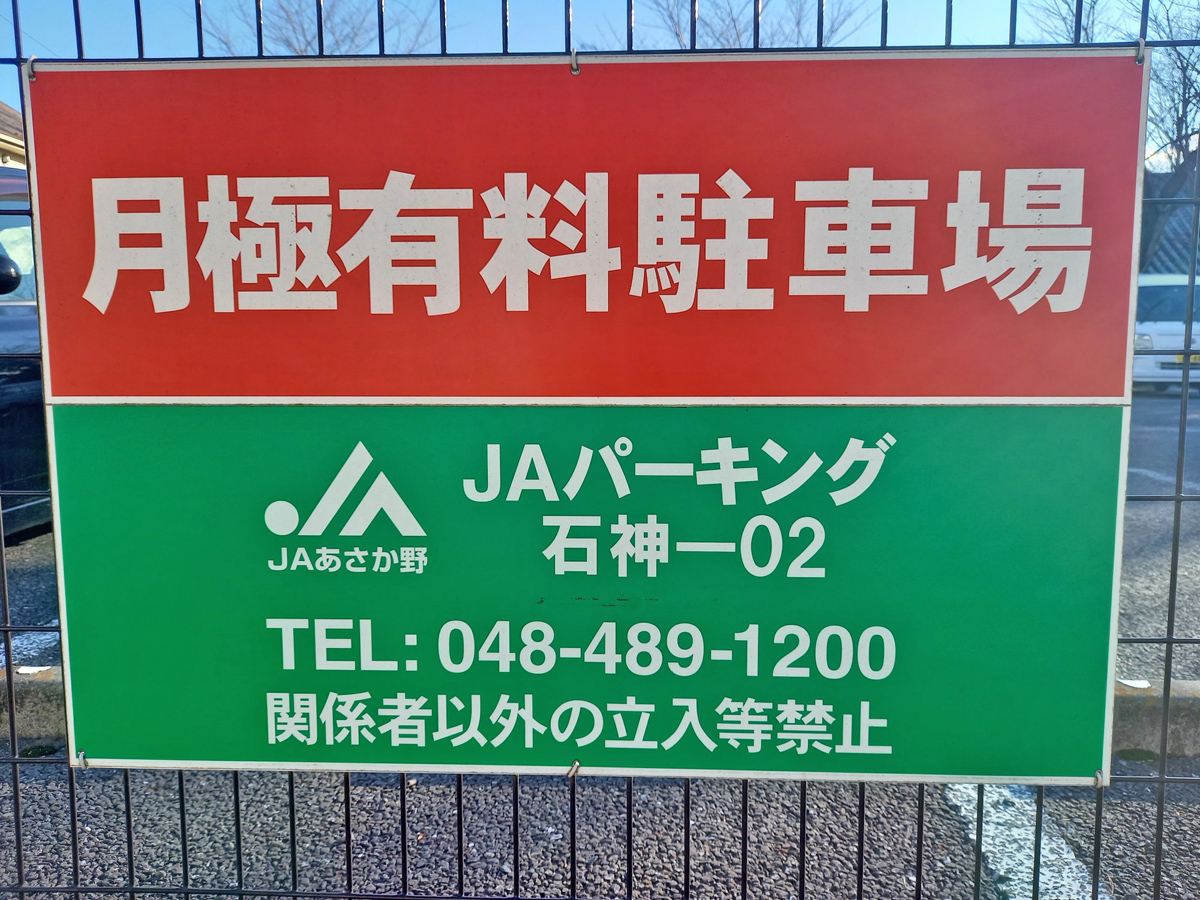 月極有料駐車場
JAパーキング
石神ー02
JAあさか野
TEL: 048-489-1200
関係者以外の立入等禁止